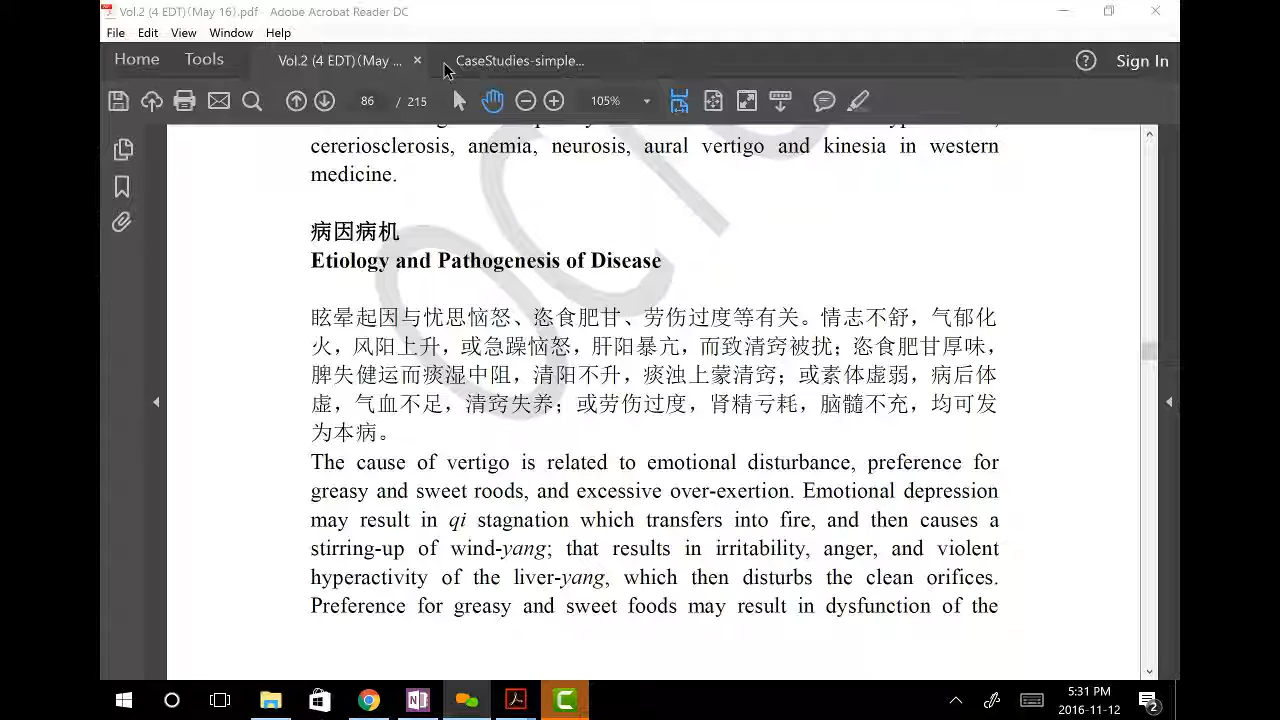 Vol.2 (4 EDT)(May 16).pdf - Adobe Acrobat Reader DC
File Edit View Window Help
Home Tools Vol.2 (4 EDT)(May ... × CaseStudies-simple... ? Sign In
86 / 215 105%
cereriosclerosis, anemia, neurosis, aural vertigo and kinesia in western
medicine.
病因病机
Etiology and Pathogenesis of Disease
眩晕起因与忧思恼怒、恣食肥甘、劳伤过度等有关。情志不舒，气郁化
火，风阳上升，或急躁恼怒，肝阳暴亢，而致清窍被扰；恣食肥甘厚味，
脾失健运而痰湿中阻，清阳不升，痰浊上蒙清窍；或素体虚弱，病后体
虚，气血不足，清窍失养；或劳伤过度，肾精亏耗，脑髓不充，均可发
为本病。
The cause of vertigo is related to emotional disturbance, preference for
greasy and sweet roods, and excessive over-exertion. Emotional depression
may result in qi stagnation which transfers into fire, and then causes a
stirring-up of wind-yang; that results in irritability, anger, and violent
hyperactivity of the liver-yang, which then disturbs the clean orifices.
Preference for greasy and sweet foods may result in dysfunction of the
5:31 PM
2016-11-12
2